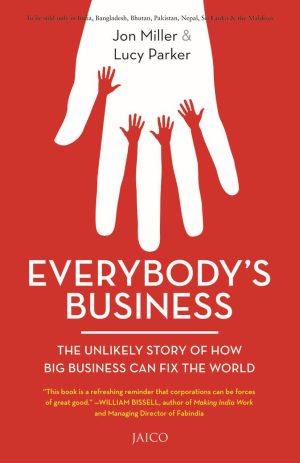 To be sold only in India, Bangladesh, Bhutan, Pakistan, Nepal, Sri Lanka & the Maldives
Jon Miller &
Lucy Parker
EVERYBODY'S
BUSINESS
THE UNLIKELY STORY OF HOW
BIG BUSINESS CAN FIX THE WORLD
"This book is a refreshing reminder that corporations can be forces
of great good." —WILLIAM BISSELL, author of Making India Work
and Managing Director of Fabindia
JAICO